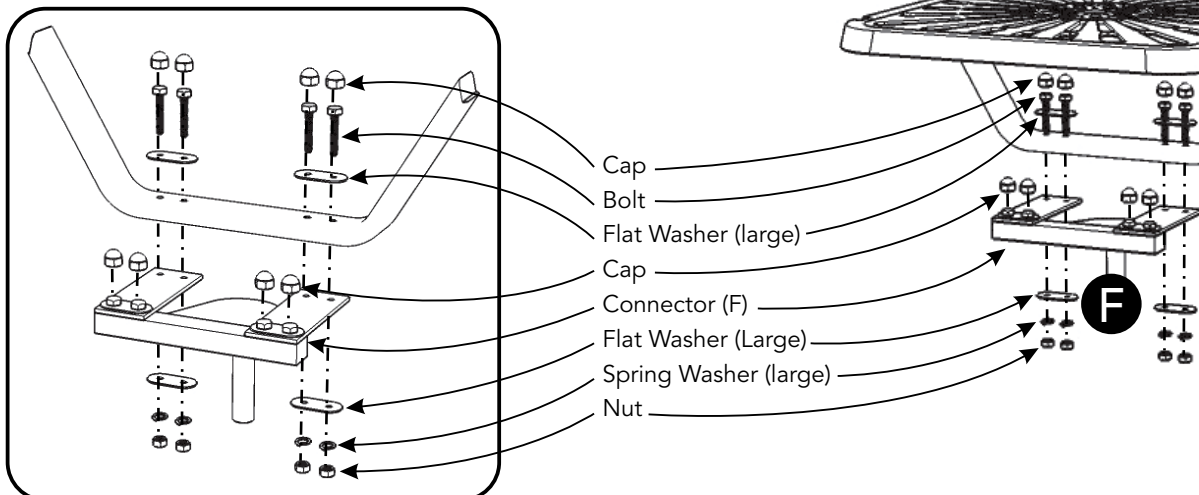 Cap
Bolt
Flat Washer (large)
Cap
Connector (F)
Flat Washer (Large)
Spring Washer (large)
Nut
F